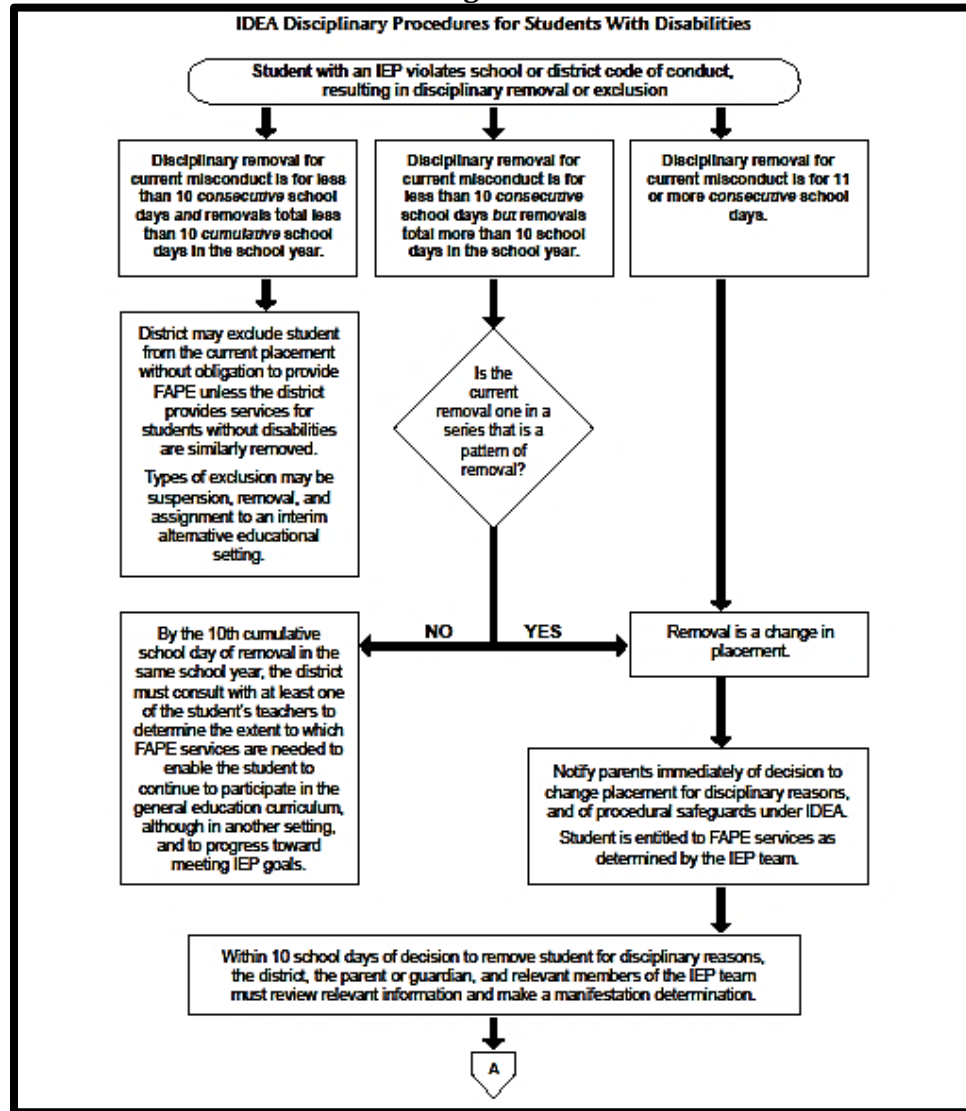 IDEA Disciplinary Procedures for Students With Disabilities
Student with an IEP violates school or district code of conduct,
resulting in disciplinary removal or exclusion
Disciplinary removal for
current misconduct is for less
than 10 consecutive school
days and removals total less
than 10 cumulative school
days in the school year.
Disciplinary removal for
current misconduct is for
less than 10 consecutive
school days but removals
total more than 10 school
days in the school year.
Disciplinary removal for
current misconduct is for 11
or more consecutive school
days.
District may exclude student
from the current placement
without obligation to provide
FAPE unless the district
provides services for
students without disabilities
are similarly removed.
Types of exclusion may be
suspension, removal, and
assignment to an interim
alternative educational
setting.
Is the
current
removal one in a
series that is a
pattern of
removal?
NO
YES
By the 10th cumulative
school day of removal in the
same school year, the district
must consult with at least one
of the student's teachers to
determine the extent to which
FAPE services are needed to
enable the student to
continue to participate in the
general education curriculum,
although in another setting,
and to progress toward
meeting IEP goals.
Removal is a change in
placement.
Notify parents immediately of decision to
change placement for disciplinary reasons,
and of procedural safeguards under IDEA.
Student is entitled to FAPE services as
determined by the IEP team.
Within 10 school days of decision to remove student for disciplinary reasons,
the district, the parent or guardian, and relevant members of the IEP team
must review relevant information and make a manifestation determination.
A